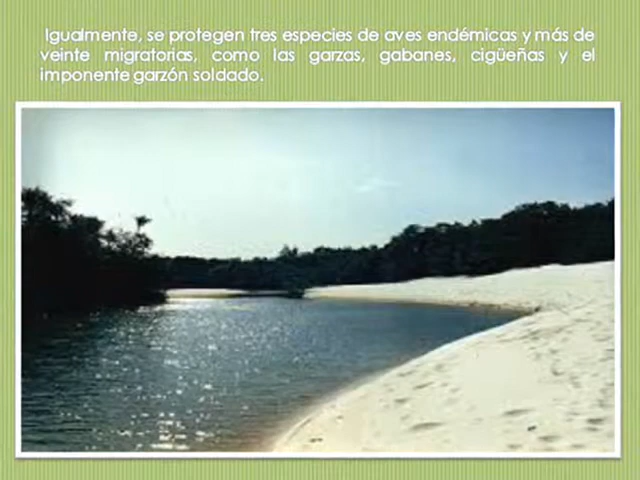 Igualmente, se protegen tres especies de aves endémicas y más de
veinte migratorias, como las garzas, gabanes, cigüeñas y el
imponente garzón soldado.